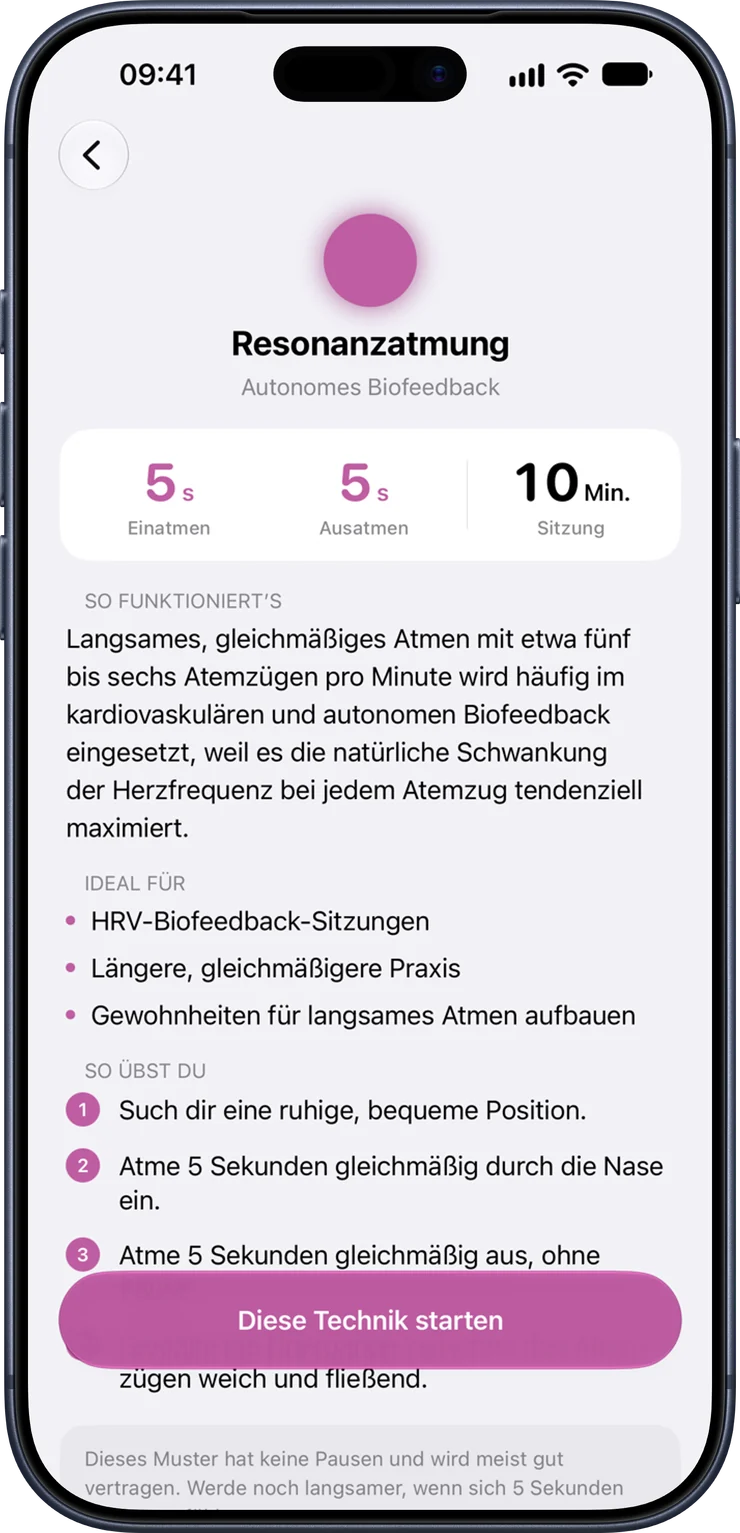 09:41
Resonanzatmung
Autonomes Biofeedback
5 s
Einatmen
5 s
Ausatmen
10 Min.
Sitzung
SO FUNKTIONIERT’S
Langsames, gleichmäßiges Atmen mit etwa fünf
bis sechs Atemzügen pro Minute wird häufig im
kardiovaskulären und autonomen Biofeedback
eingesetzt, weil es die natürliche Schwankung
der Herzfrequenz bei jedem Atemzug tendenziell
maximiert.
IDEAL FÜR
• HRV-Biofeedback-Sitzungen
• Längere, gleichmäßigere Praxis
• Gewohnheiten für langsames Atmen aufbauen
SO ÜBST DU
1 Such dir eine ruhige, bequeme Position.
2 Atme 5 Sekunden gleichmäßig durch die Nase
ein.
3 Atme 5 Sekunden gleichmäßig aus, ohne
Diese Technik starten
zügen weich und fließend.
Dieses Muster hat keine Pausen und wird meist gut
vertragen. Werde noch langsamer, wenn sich 5 Sekunden